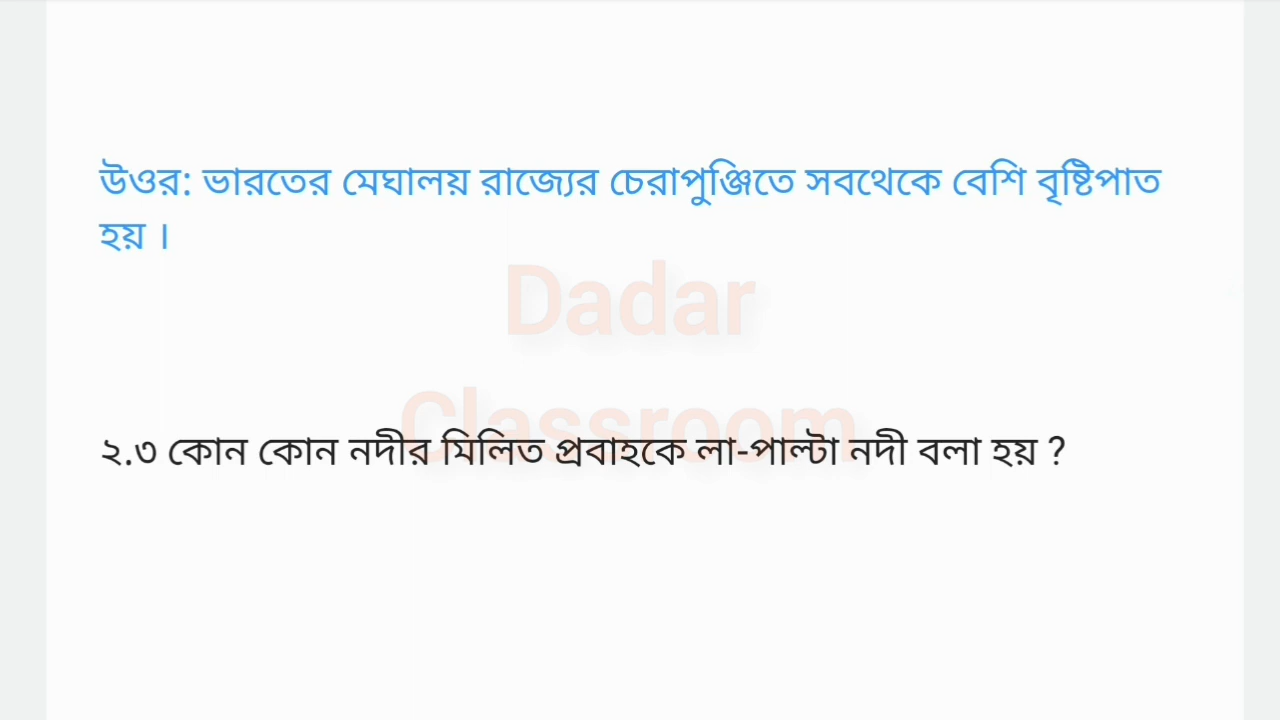 উওর: ভারতের মেঘালয় রাজ্যের চেরাপুঞ্জিতে সবথেকে বেশি বৃষ্টিপাত
হয় ।
Dadar
Classroom
২.৩ কোন কোন নদীর মিলিত প্রবাহকে লা-পাল্টা নদী বলা হয় ?